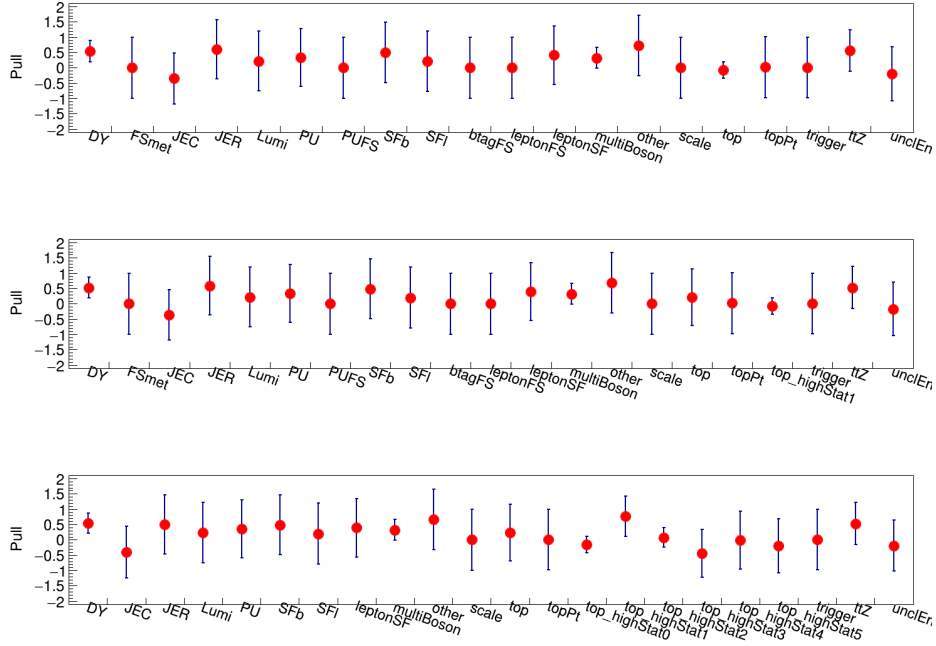 2
1.5
1
0.5
0
−0.5
−1
−1.5
−2
Pull
DY
FSmet
JEC
JER
Lumi
PU
PUFS
SFb
SFl
btagFS
leptonFS
leptonSF
multiBoson
other
scale
top
topPt
trigger
ttZ
unclEn
2
1.5
1
0.5
0
−0.5
−1
−1.5
−2
Pull
DY
FSmet
JEC
JER
Lumi
PU
PUFS
SFb
SFl
btagFS
leptonFS
leptonSF
multiBoson
other
scale
top
topPt
top_highStat1
trigger
ttZ
unclEn
2
1.5
1
0.5
0
−0.5
−1
−1.5
−2
Pull
DY
JEC
JER
Lumi
PU
SFb
SFl
leptonSF
multiBoson
other
scale
top
topPt
top_highStat0
top_highStat1
top_highStat2
top_highStat3
top_highStat4
top_highStat5
trigger
ttZ
unclEn